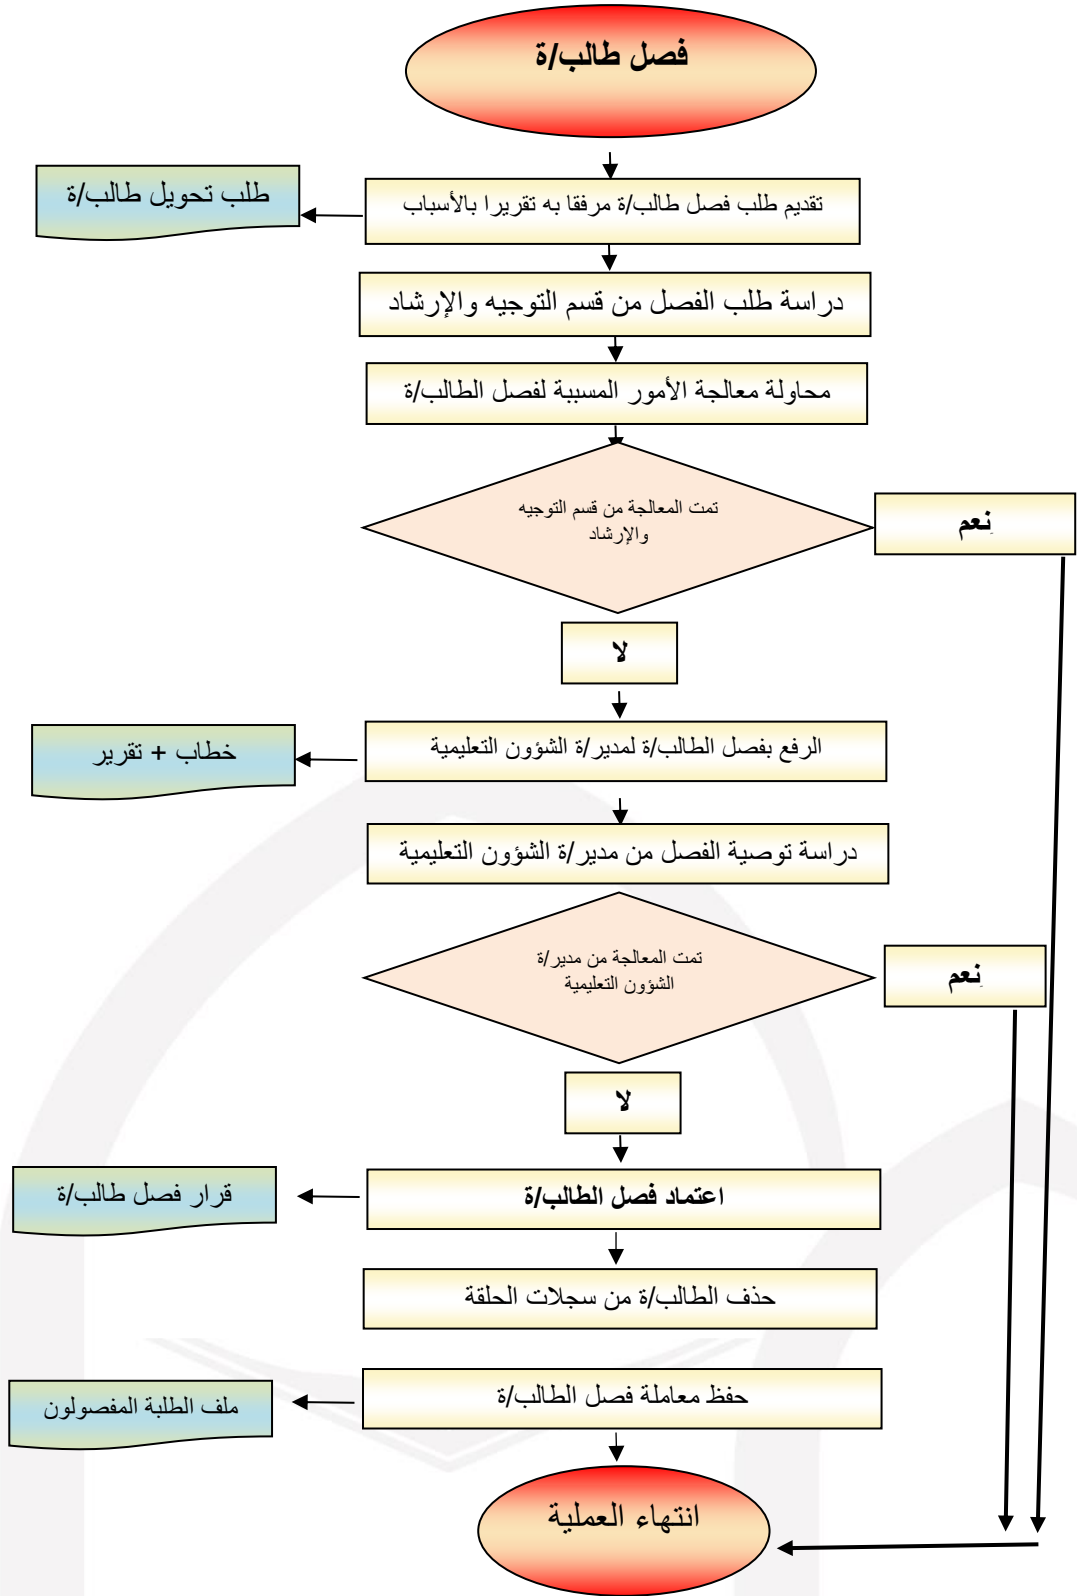 فصل طالب/ة
تقديم طلب فصل طالب/ة مرفقا به تقريرا بالأسباب
طلب تحويل طالب/ة
دراسة طلب الفصل من قسم التوجيه والإرشاد
محاولة معالجة الأمور المسببة لفصل الطالب/ة
تمت المعالجة من قسم التوجيه
والإرشاد
نعم
لا
الرفع بفصل الطالب/ة لمدير/ة الشؤون التعليمية
خطاب + تقرير
دراسة توصية الفصل من مدير/ة الشؤون التعليمية
تمت المعالجة من مدير/ة
الشؤون التعليمية
نعم
لا
اعتماد فصل الطالب/ة
قرار فصل طالب/ة
حذف الطالب/ة من سجلات الحلقة
حفظ معاملة فصل الطالب/ة
ملف الطلبة المفصولون
انتهاء العملية